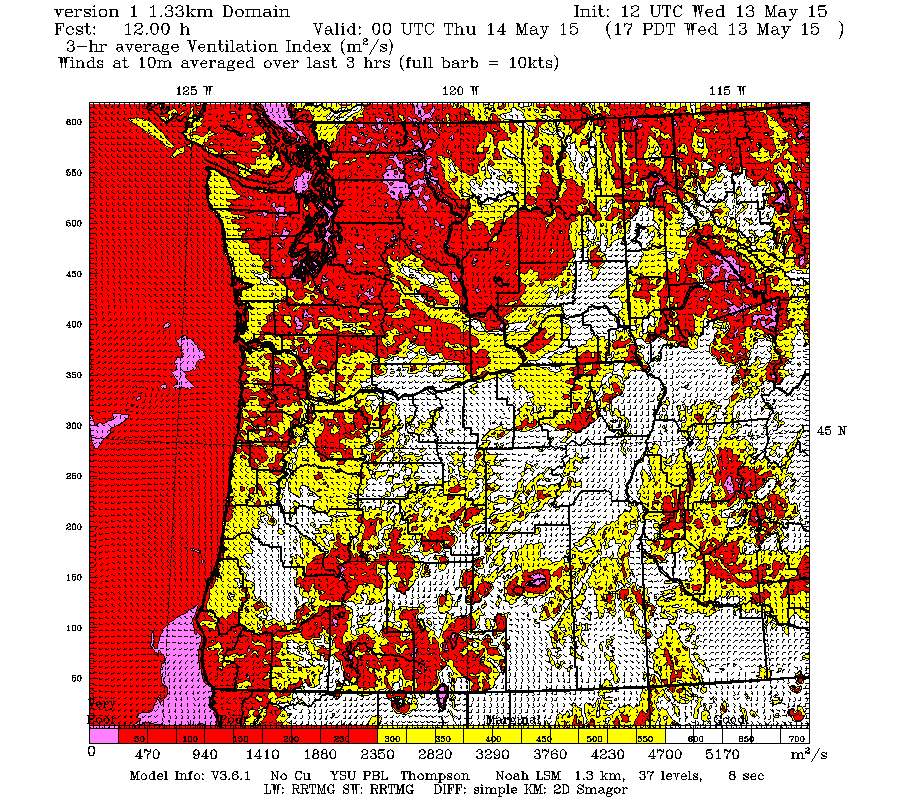 version 1 1.33km Domain Init: 12 UTC Wed 13 May 15
Fcst: 12.00 h Valid: 00 UTC Thu 14 May 15 (17 PDT Wed 13 May 15 )
3-hr average Ventilation Index (m²/s)
Winds at 10m averaged over last 3 hrs (full barb = 10kts)
125 W 120 W 115 W
600
550
600
450
400
350
300 45 N
250
200
150
100
50
Very
Poor Poor Marginal Good
50 100 150 200 250 300 350 400 450 500 550 600 650 700
0 470 940 1410 1880 2350 2820 3290 3760 4230 4700 5170 m²/s
Model Info: V3.6.1 No Cu YSU PBL Thompson Noah LSM 1.3 km, 37 levels, 8 sec
LW: RRTMG SW: RRTMG DIFF: simple KM: 2D Smagor